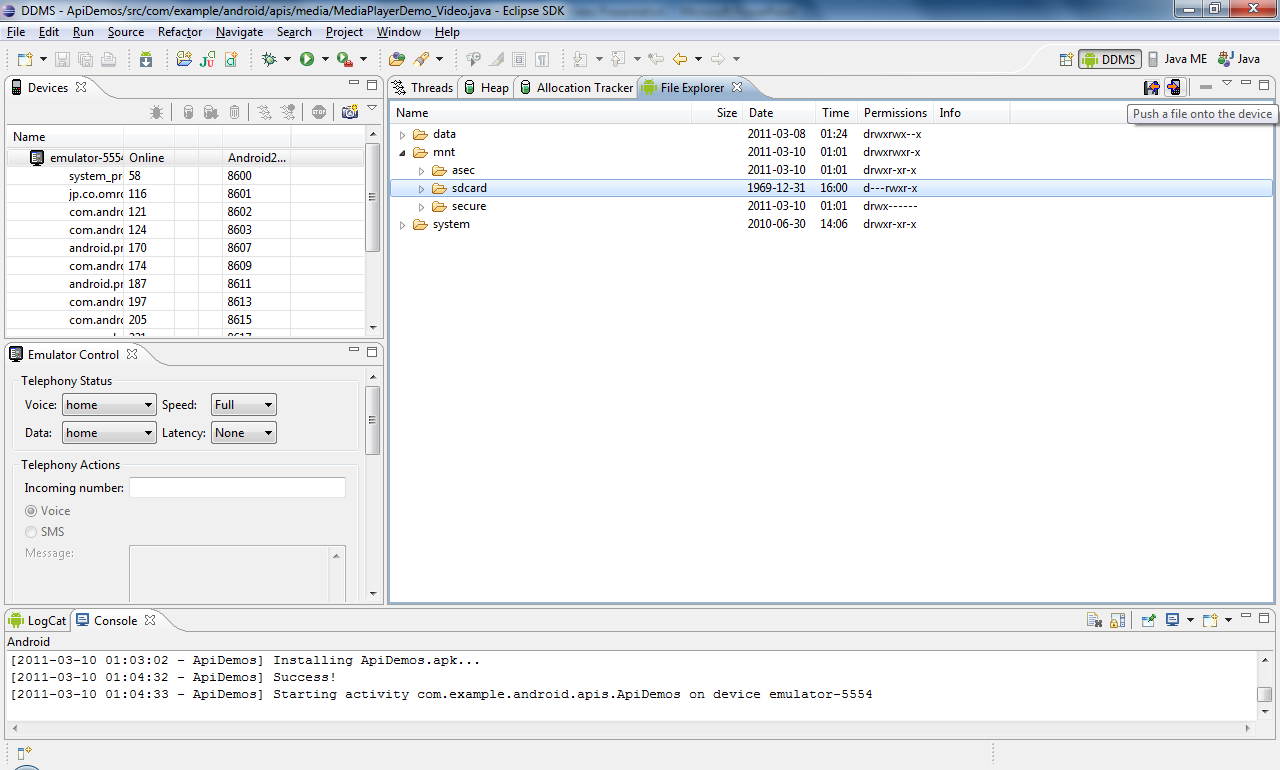 DDMS - ApiDemos/src/com/example/android/apis/media/MediaPlayerDemo_Video.java - Eclipse SDK
File Edit Run Source Refactor Navigate Search Project Window Help
DDMS Java ME Java
Devices
Threads Heap Allocation Tracker File Explorer
Push a file onto the device
Name
emulator-5554 Online Android2...
system_pr 58 8600
jp.co.omro 116 8601
com.andro 121 8602
com.andro 124 8603
android.pr 170 8607
com.andro 174 8609
android.pr 187 8611
com.andro 197 8613
com.andro 205 8615
Name Size Date Time Permissions Info
data 2011-03-08 01:24 drwxrwx--x
mnt 2011-03-10 01:01 drwxrwxr-x
asec 2011-03-10 01:01 drwxr-xr-x
sdcard 1969-12-31 16:00 d---rwxr-x
secure 2011-03-10 01:01 drwx------
system 2010-06-30 14:06 drwxr-xr-x
Emulator Control
Telephony Status
Voice: home Speed: Full
Data: home Latency: None
Telephony Actions
Incoming number:
Voice
SMS
Message:
LogCat Console
Android
[2011-03-10 01:03:02 - ApiDemos] Installing ApiDemos.apk...
[2011-03-10 01:04:32 - ApiDemos] Success!
[2011-03-10 01:04:33 - ApiDemos] Starting activity com.example.android.apis.ApiDemos on device emulator-5554